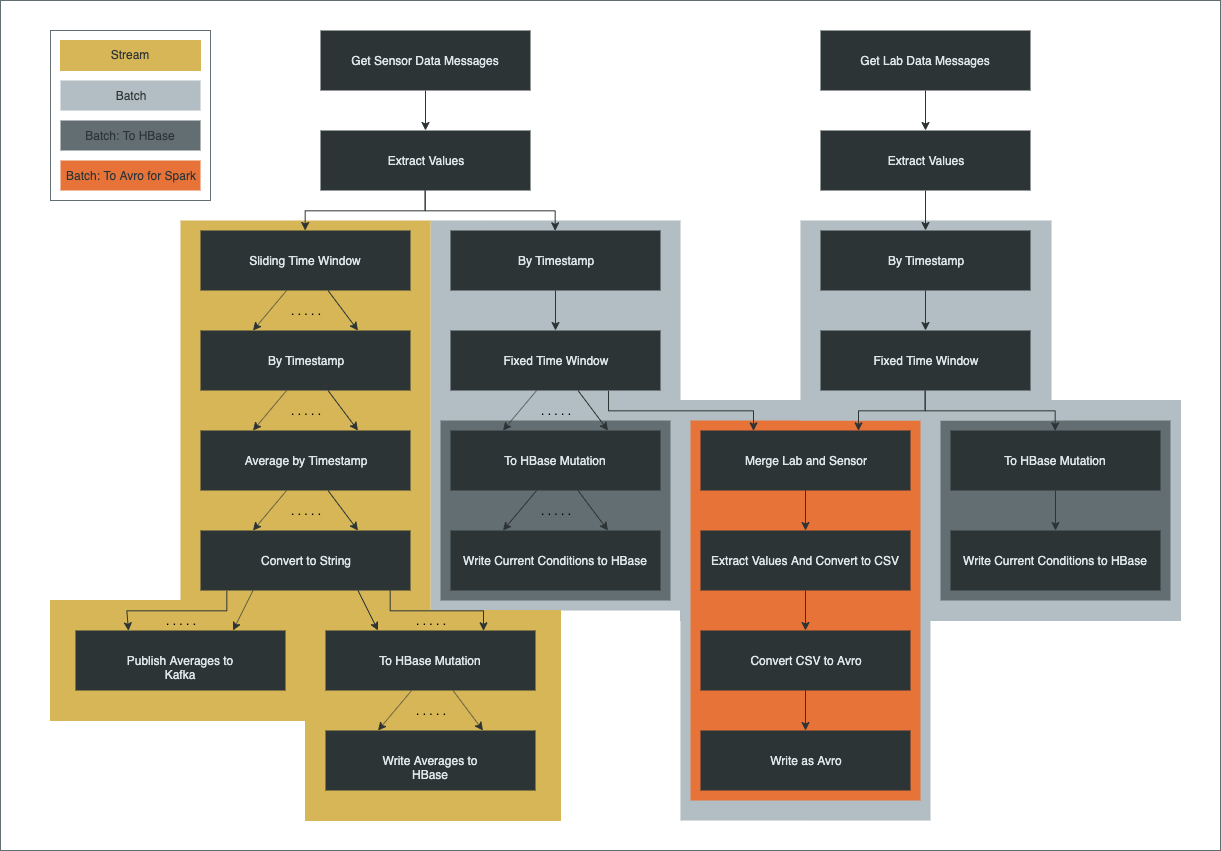 Stream
Batch
Batch: To HBase
Batch: To Avro for Spark
Get Sensor Data Messages
Get Lab Data Messages
Extract Values
Extract Values
Sliding Time Window
By Timestamp
By Timestamp
.....
By Timestamp
Fixed Time Window
Fixed Time Window
.....
.....
Average by Timestamp
To HBase Mutation
Merge Lab and Sensor
To HBase Mutation
.....
.....
Convert to String
Write Current Conditions to HBase
Extract Values And Convert to CSV
Write Current Conditions to HBase
.....
.....
Publish Averages to
Kafka
To HBase Mutation
Convert CSV to Avro
.....
Write Averages to
HBase
Write as Avro